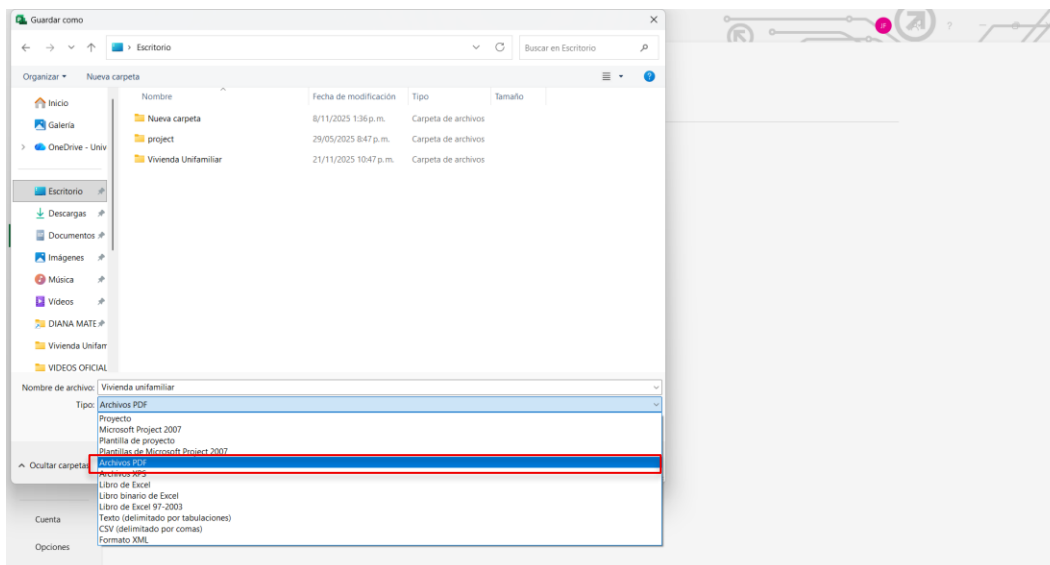 Guardar como
JF
?
Escritorio
Buscar en Escritorio
Organizar
Nueva carpeta
Nombre
Fecha de modificación
Tipo
Tamaño
Inicio
Galería
OneDrive - Univ
Escritorio
Descargas
Documentos
Imágenes
Música
Vídeos
DIANA MATE
Vivienda Unifam
VIDEOS OFICIAL
Nueva carpeta
8/11/2025 1:36 p. m.
Carpeta de archivos
project
29/05/2025 8:47 p. m.
Carpeta de archivos
Vivienda Unifamiliar
21/11/2025 10:47 p. m.
Carpeta de archivos
Nombre de archivo: Vivienda unifamiliar
Tipo: Archivos PDF
Proyecto
Microsoft Project 2007
Plantilla de proyecto
Plantillas de Microsoft Project 2007
Archivos PDF
Archivos XPS
Libro de Excel
Libro binario de Excel
Libro de Excel 97-2003
Texto (delimitado por tabulaciones)
CSV (delimitado por comas)
Formato XML
Ocultar carpetas
Cuenta
Opciones